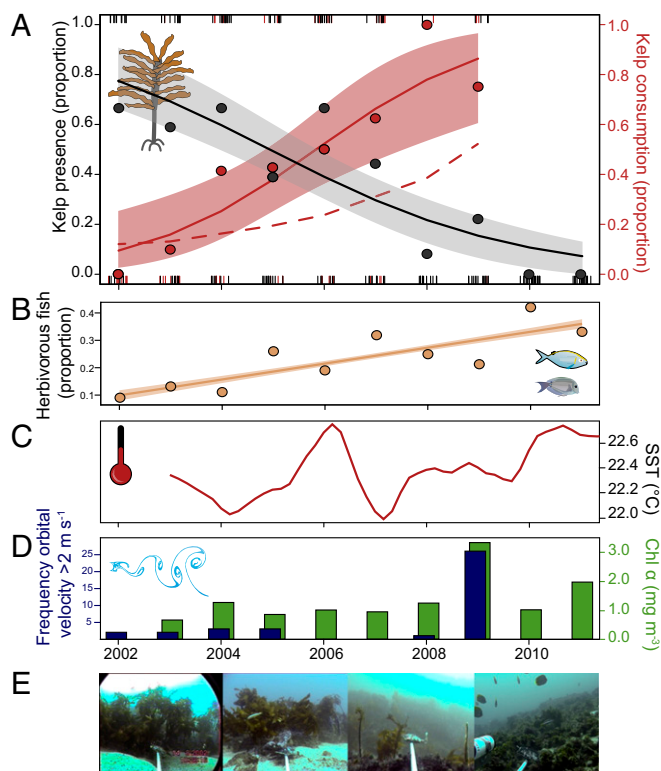 A
Kelp presence (proportion)
1.0
0.8
0.6
0.4
0.2
0.0
1.0
0.8
0.6
0.4
0.2
0.0
Kelp consumption (proportion)
B
Herbivorous fish
(proportion)
0.4
0.3
0.2
0.1
C
22.6
22.4
22.2
22.0
SST (°C)
D
Frequency orbital
velocity >2 m s-1
25
20
15
10
5
3.0
2.0
1.0
0.0
Chl α (mg m-3)
2002
2004
2006
2008
2010
E